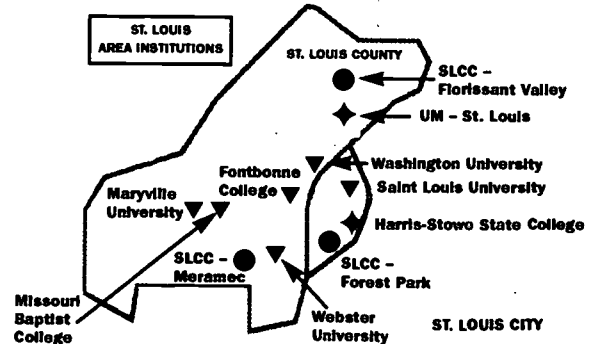 ST. LOUIS
AREA INSTITUTIONS
ST. LOUIS COUNTY
SLCC –
Florissant Valley
UM – St. Louis
Washington University
Fontbonne
College
Saint Louis University
Maryville
University
Harris-Stowo State College
SLCC –
Meramec
SLCC –
Forest Park
Missouri
Baptist
College
Webster
University
ST. LOUIS CITY